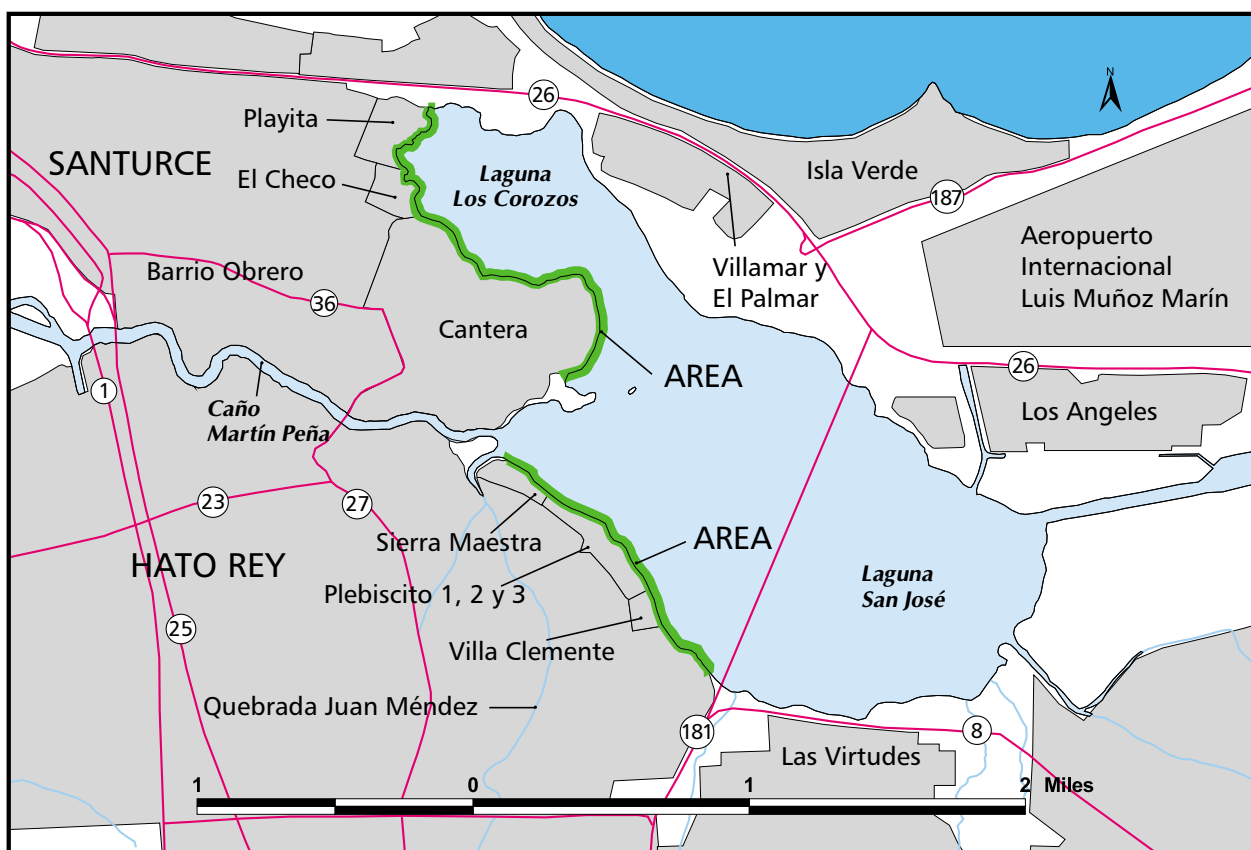 26
N
Playita
SANTURCE
El Checo
Laguna
Los Corozos
Isla Verde
187
Aeropuerto
Internacional
Luis Muñoz Marín
Barrio Obrero
36
Villamar y
El Palmar
Cantera
AREA
26
Los Angeles
1
Caño
Martín Peña
23
27
Sierra Maestra
AREA
HATO REY
Plebiscito 1, 2 y 3
Laguna
San José
25
Villa Clemente
Quebrada Juan Méndez
181
8
Las Virtudes
1 0 1 2 Miles